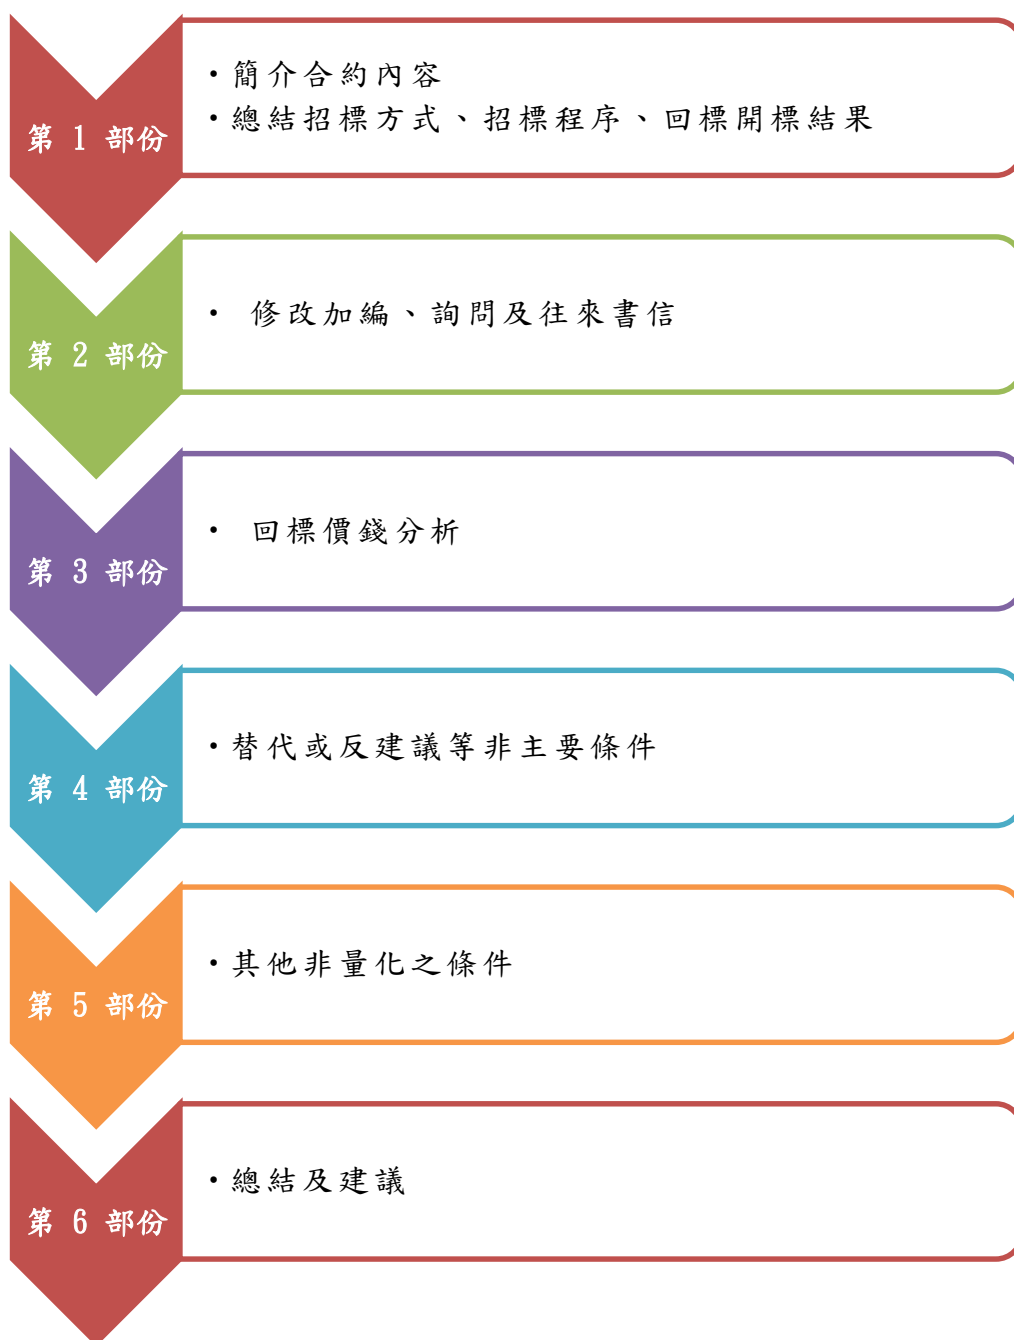 第 1 部份
・簡介合約內容
・總結招標方式、招標程序、回標開標結果
第 2 部份
・ 修改加編、詢問及往來書信
第 3 部份
・ 回標價錢分析
第 4 部份
・替代或反建議等非主要條件
第 5 部份
・其他非量化之條件
第 6 部份
・總結及建議